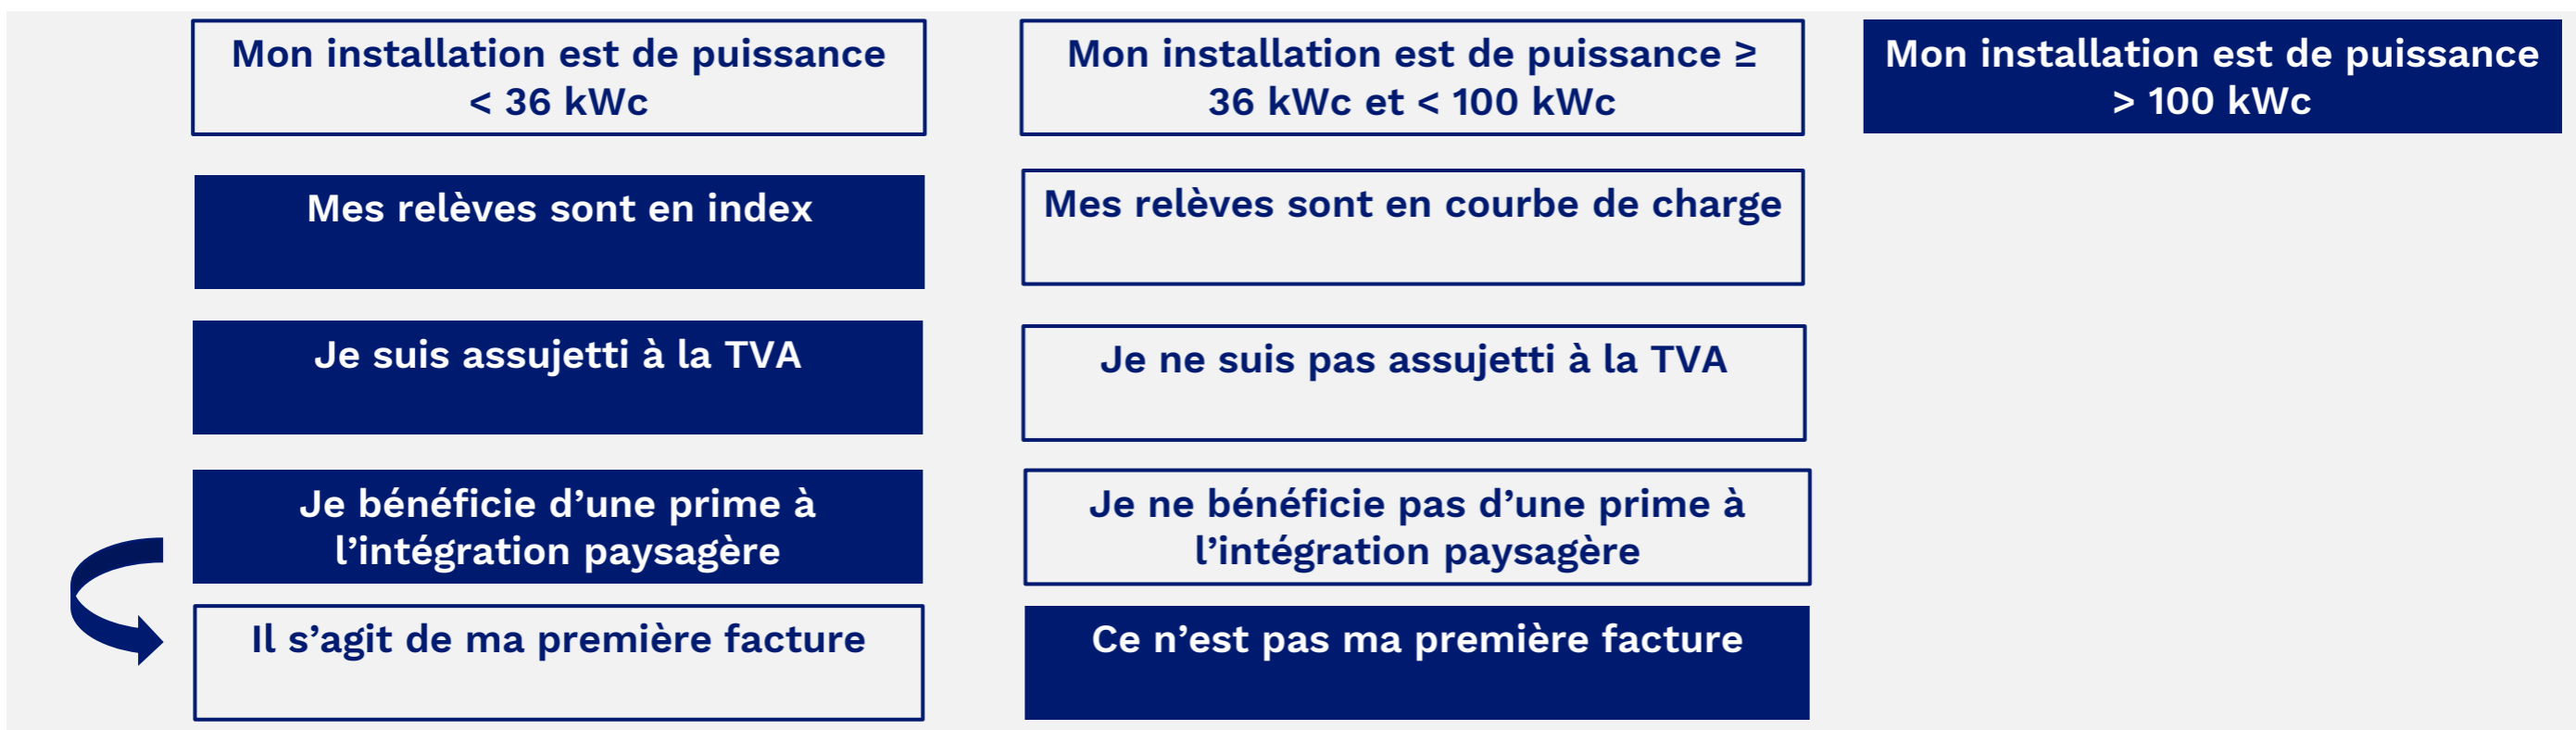 Mon installation est de puissance
< 36 kWc
Mon installation est de puissance ≥
36 kWc et < 100 kWc
Mon installation est de puissance
> 100 kWc
Mes relèves sont en index
Mes relèves sont en courbe de charge
Je suis assujetti à la TVA
Je ne suis pas assujetti à la TVA
Je bénéficie d’une prime à
l’intégration paysagère
Je ne bénéficie pas d’une prime à
l’intégration paysagère
Il s’agit de ma première facture
Ce n’est pas ma première facture